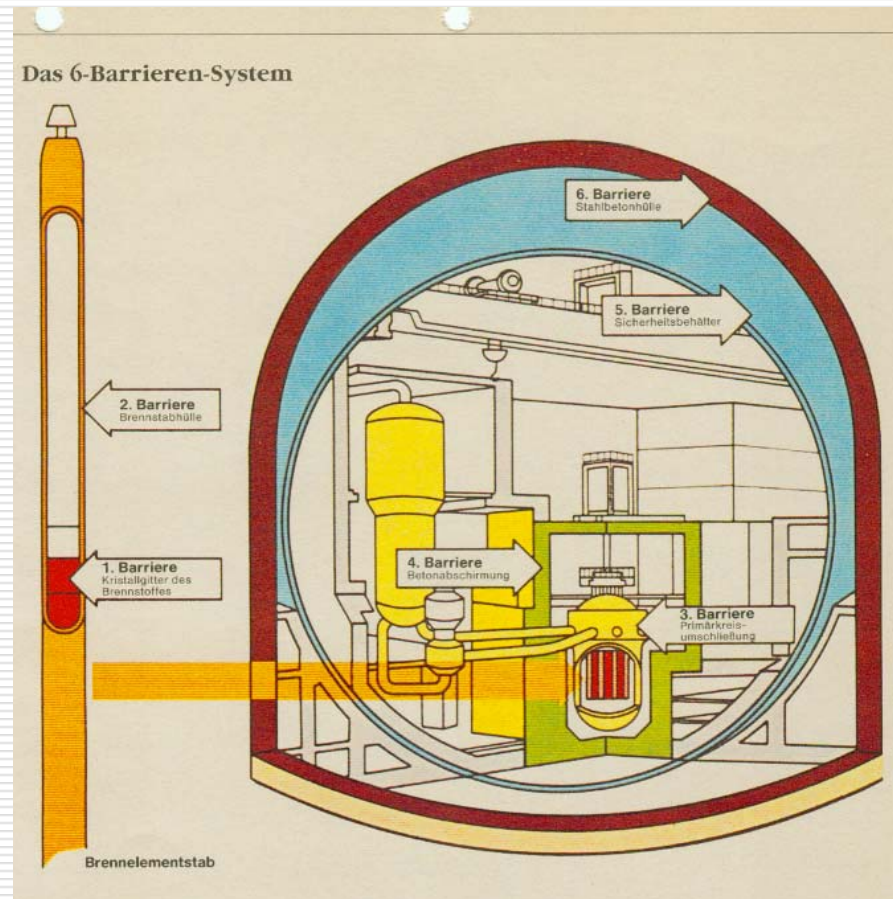 Das 6-Barrieren-System
6. Barriere
Stahlbetonhülle
5. Barriere
Sicherheitsbehälter
2. Barriere
Brennstabhülle
1. Barriere
Kristallgitter des
Brennstoffes
4. Barriere
Betonabschirmung
3. Barriere
Primärkreis-
umschließung
Brennelementstab